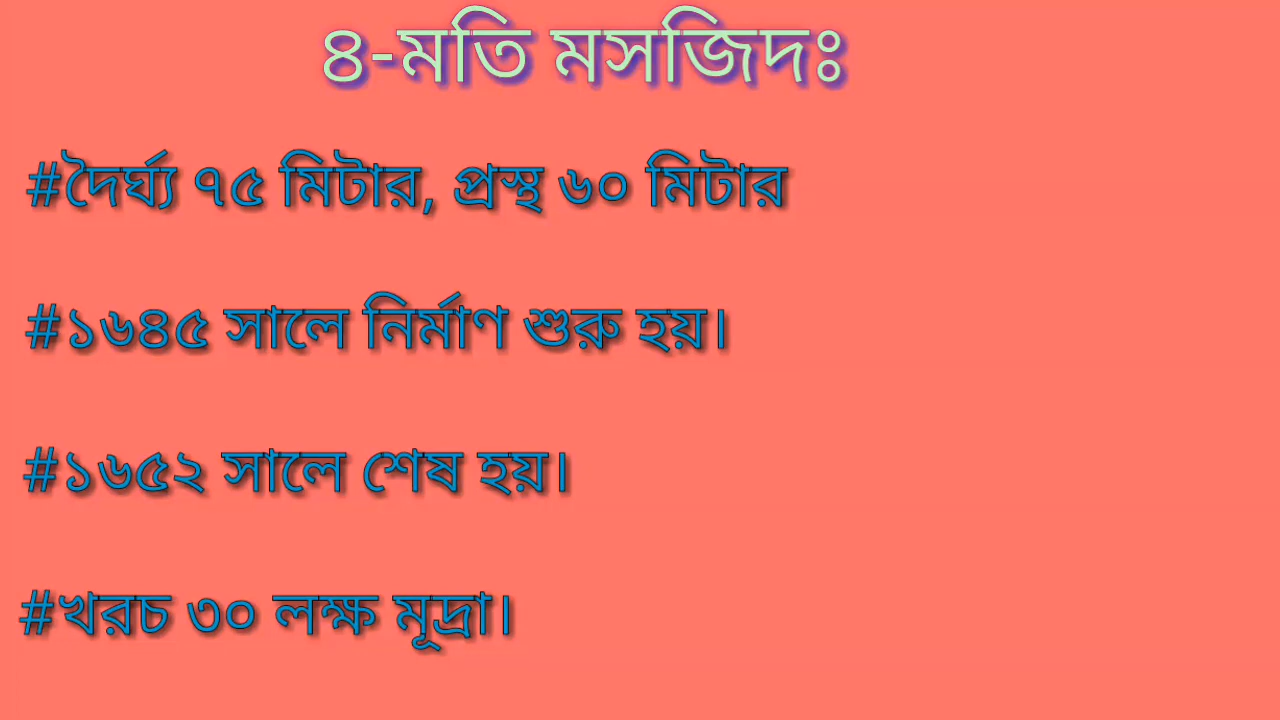 ৪-মতি মসজিদঃ
#দৈর্ঘ্য ৭৫ মিটার, প্রস্থ ৬০ মিটার
#১৬৪৫ সালে নির্মাণ শুরু হয়।
#১৬৫২ সালে শেষ হয়।
#খরচ ৩০ লক্ষ মূদ্রা।